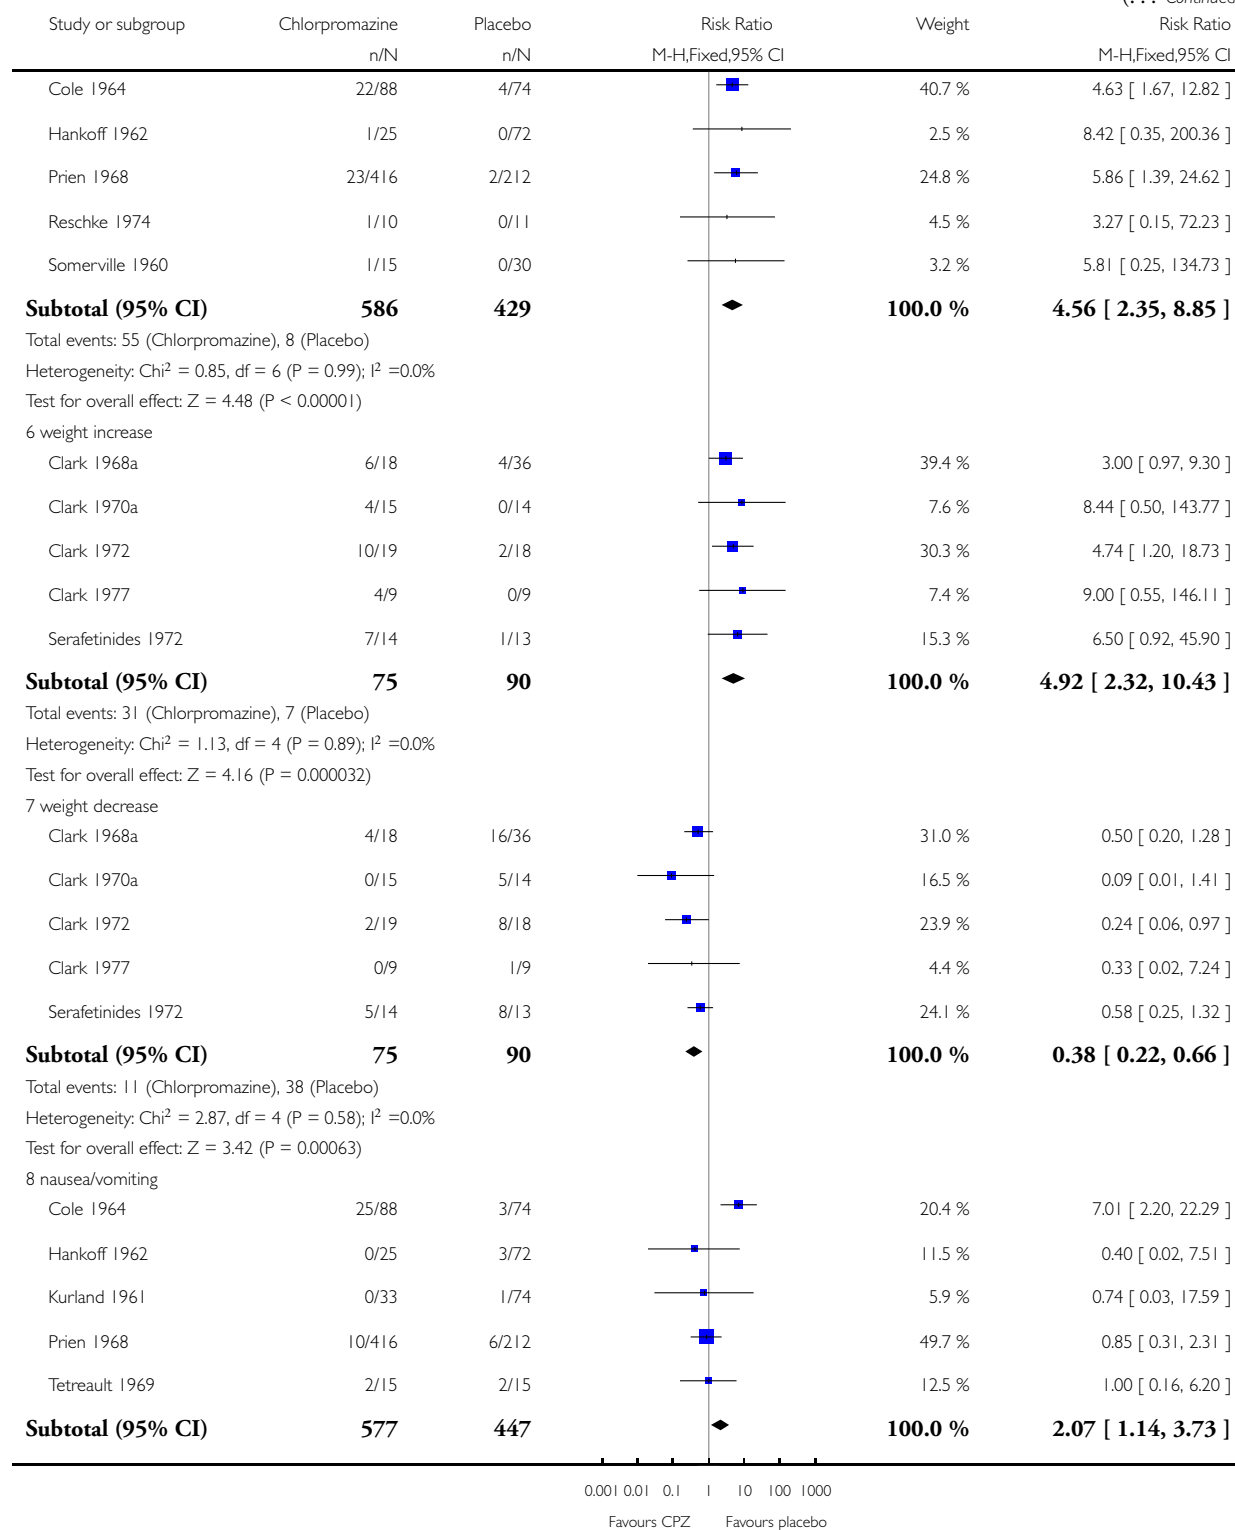 (... Continued
Study or subgroup Chlorpromazine Placebo Risk Ratio Weight Risk Ratio
n/N n/N M-H,Fixed,95% CI M-H,Fixed,95% CI
Cole 1964 22/88 4/74 40.7 % 4.63 [ 1.67, 12.82 ]
Hankoff 1962 1/25 0/72 2.5 % 8.42 [ 0.35, 200.36 ]
Prien 1968 23/416 2/212 24.8 % 5.86 [ 1.39, 24.62 ]
Reschke 1974 1/10 0/11 4.5 % 3.27 [ 0.15, 72.23 ]
Somerville 1960 1/15 0/30 3.2 % 5.81 [ 0.25, 134.73 ]
Subtotal (95% CI) 586 429 100.0 % 4.56 [ 2.35, 8.85 ]
Total events: 55 (Chlorpromazine), 8 (Placebo)
Heterogeneity: Chi² = 0.85, df = 6 (P = 0.99); I² =0.0%
Test for overall effect: Z = 4.48 (P < 0.00001)
6 weight increase
Clark 1968a 6/18 4/36 39.4 % 3.00 [ 0.97, 9.30 ]
Clark 1970a 4/15 0/14 7.6 % 8.44 [ 0.50, 143.77 ]
Clark 1972 10/19 2/18 30.3 % 4.74 [ 1.20, 18.73 ]
Clark 1977 4/9 0/9 7.4 % 9.00 [ 0.55, 146.11 ]
Serafetinides 1972 7/14 1/13 15.3 % 6.50 [ 0.92, 45.90 ]
Subtotal (95% CI) 75 90 100.0 % 4.92 [ 2.32, 10.43 ]
Total events: 31 (Chlorpromazine), 7 (Placebo)
Heterogeneity: Chi² = 1.13, df = 4 (P = 0.89); I² =0.0%
Test for overall effect: Z = 4.16 (P = 0.000032)
7 weight decrease
Clark 1968a 4/18 16/36 31.0 % 0.50 [ 0.20, 1.28 ]
Clark 1970a 0/15 5/14 16.5 % 0.09 [ 0.01, 1.41 ]
Clark 1972 2/19 8/18 23.9 % 0.24 [ 0.06, 0.97 ]
Clark 1977 0/9 1/9 4.4 % 0.33 [ 0.02, 7.24 ]
Serafetinides 1972 5/14 8/13 24.1 % 0.58 [ 0.25, 1.32 ]
Subtotal (95% CI) 75 90 100.0 % 0.38 [ 0.22, 0.66 ]
Total events: 11 (Chlorpromazine), 38 (Placebo)
Heterogeneity: Chi² = 2.87, df = 4 (P = 0.58); I² =0.0%
Test for overall effect: Z = 3.42 (P = 0.00063)
8 nausea/vomiting
Cole 1964 25/88 3/74 20.4 % 7.01 [ 2.20, 22.29 ]
Hankoff 1962 0/25 3/72 11.5 % 0.40 [ 0.02, 7.51 ]
Kurland 1961 0/33 1/74 5.9 % 0.74 [ 0.03, 17.59 ]
Prien 1968 10/416 6/212 49.7 % 0.85 [ 0.31, 2.31 ]
Tetreault 1969 2/15 2/15 12.5 % 1.00 [ 0.16, 6.20 ]
Subtotal (95% CI) 577 447 100.0 % 2.07 [ 1.14, 3.73 ]
0.001 0.01 0.1 1 10 100 1000
Favours CPZ Favours placebo